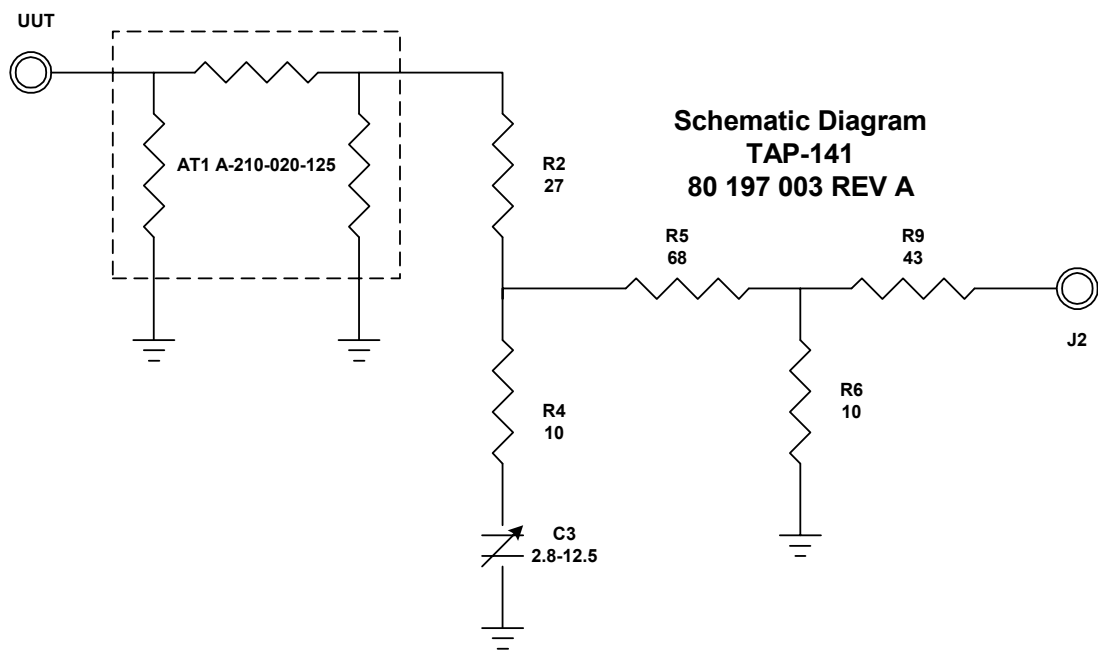 UUT
AT1 A-210-020-125
R2
27
Schematic Diagram
TAP-141
80 197 003 REV A
R5
68
R9
43
J2
R4
10
R6
10
C3
2.8-12.5